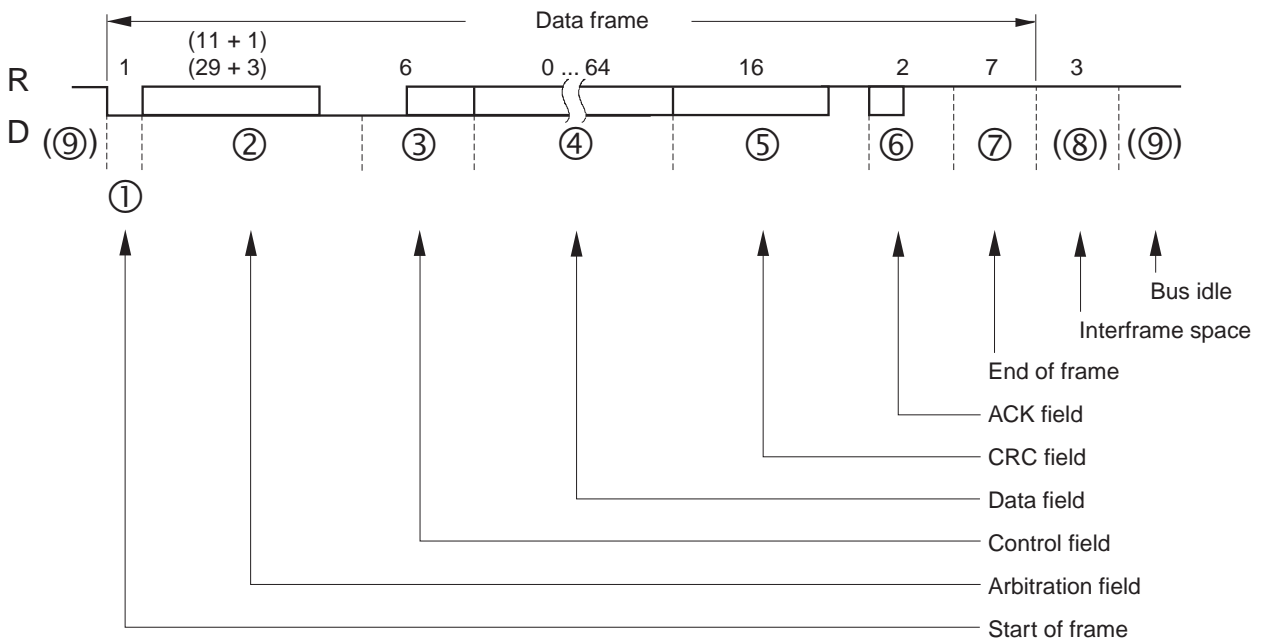 Data frame
(11 + 1)
1 (29 + 3) 6 0 ... 64 16 2 7 3
R
D (⑨) ② ③ ④ ⑤ ⑥ ⑦ (⑧) (⑨)
①
Bus idle
Interframe space
End of frame
ACK field
CRC field
Data field
Control field
Arbitration field
Start of frame